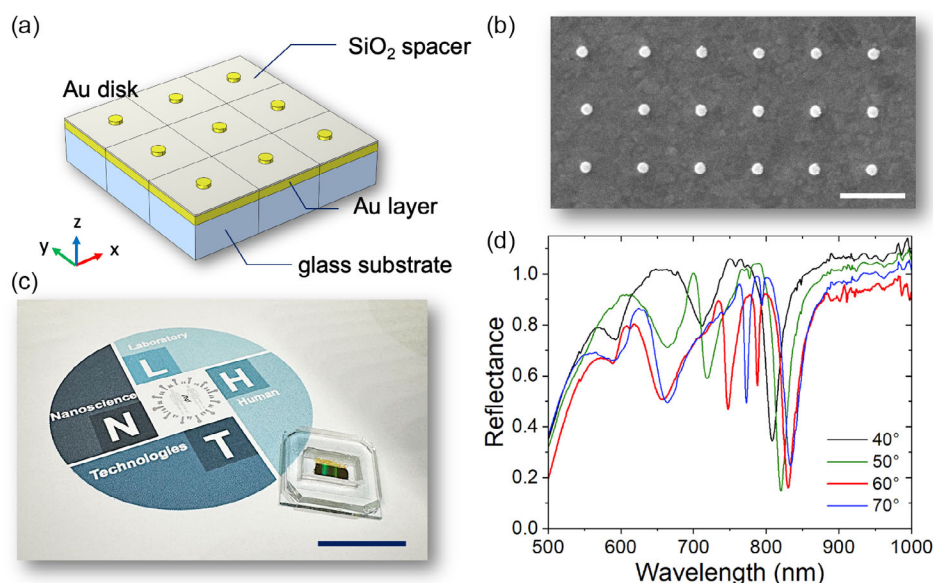 (a)
SiO₂ spacer
Au disk
Au layer
glass substrate
z
y
x
(b)
(c)
Laboratory
L
H
Nanoscience
Human
N
T
Technologies
(d)
Reflectance
1.0
0.8
0.6
0.4
0.2
0.0
40°
50°
60°
70°
500 600 700 800 900 1000
Wavelength (nm)